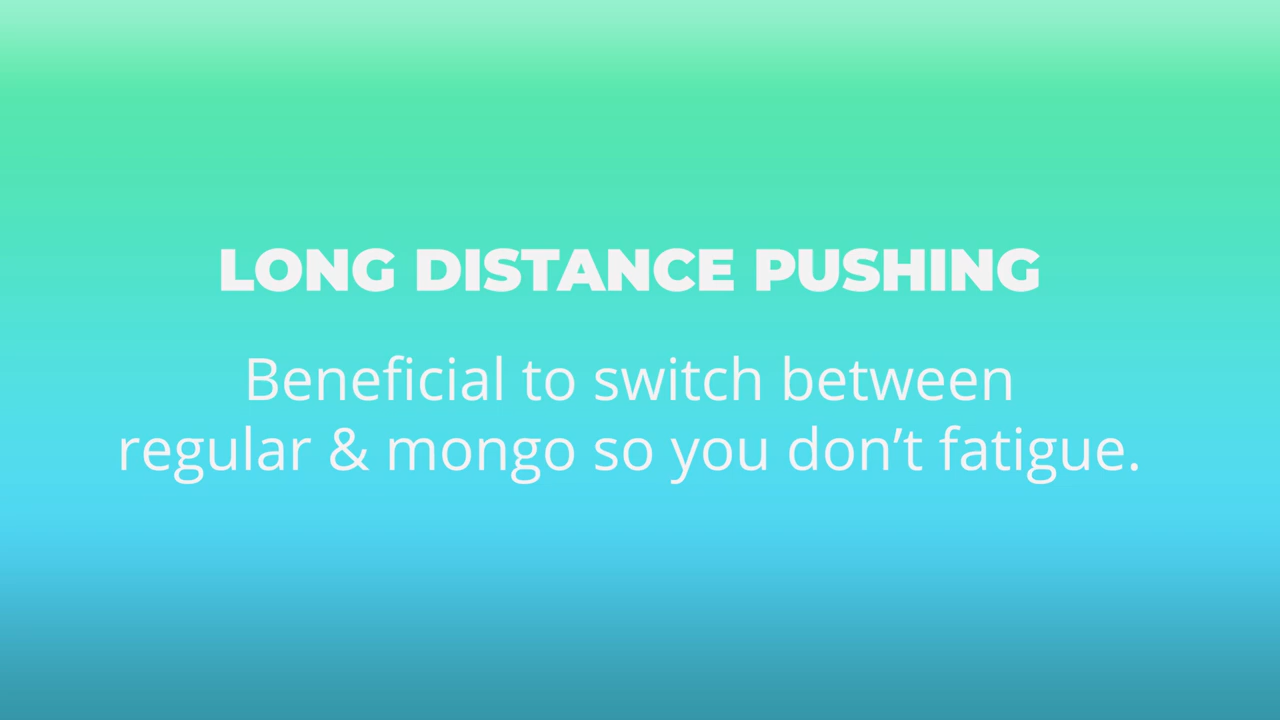 LONG DISTANCE PUSHING
Beneficial to switch between
regular & mongo so you don’t fatigue.